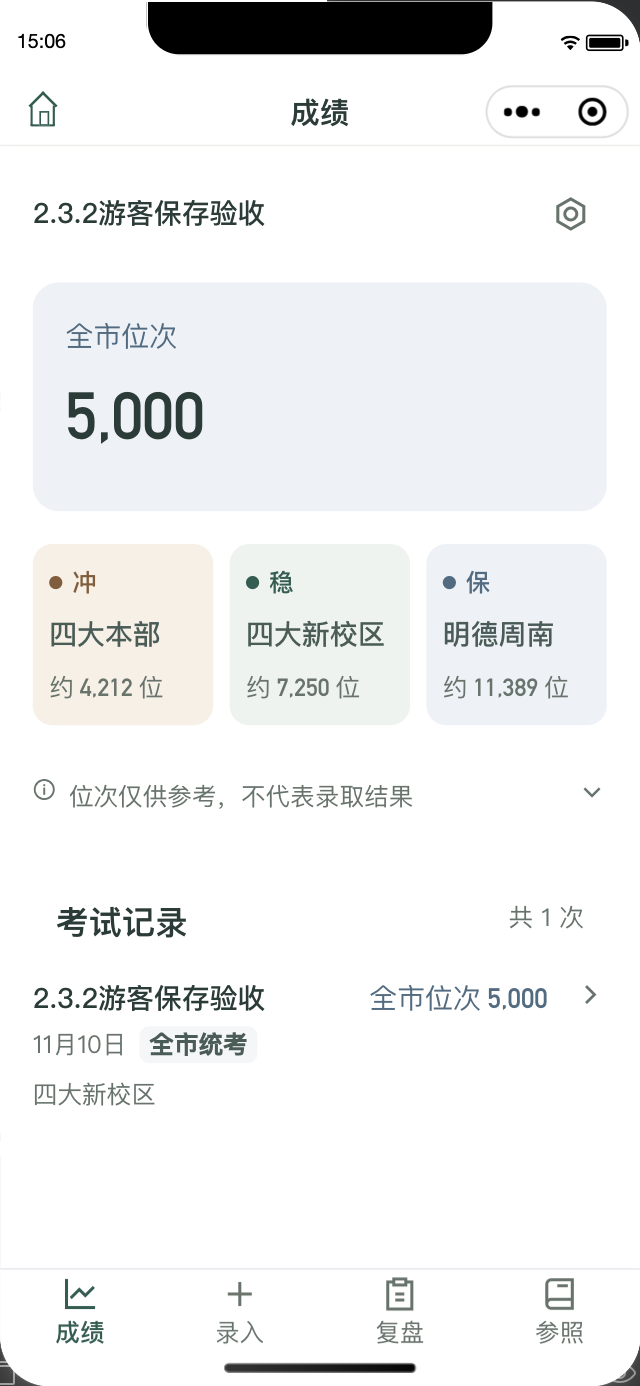 15:06
成绩
2.3.2游客保存验收
全市位次
5,000
冲
四大本部
约 4,212 位
稳
四大新校区
约 7,250 位
保
明德周南
约 11,389 位
位次仅供参考，不代表录取结果
考试记录
共 1 次
2.3.2游客保存验收
全市位次 5,000
11月10日 全市统考
四大新校区
成绩
录入
复盘
参照